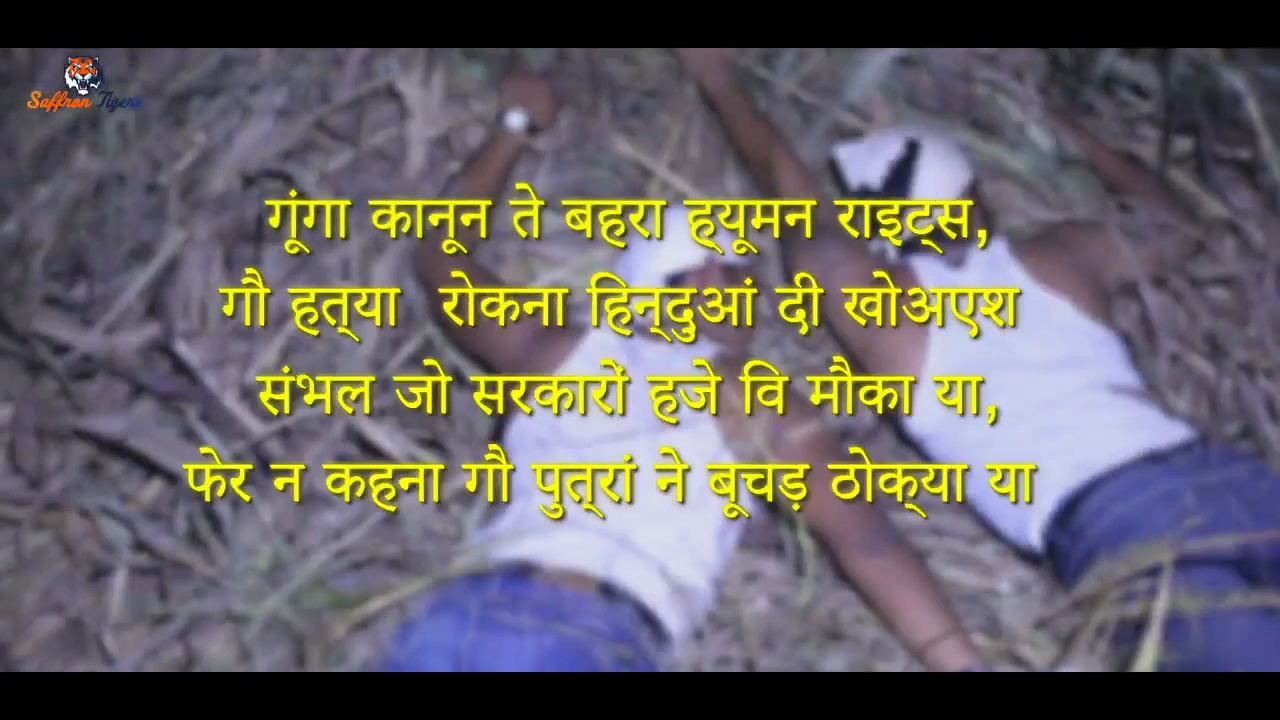 Saffron Tigers
गूंगा कानून ते बहरा ह्यूमन राइट्स,
गौ हत्या रोकना हिन्दुआं दी खोअएश
संभल जो सरकारों हजे वि मौका या,
फेर न कहना गौ पुत्रां ने बूचड़ ठोक्या या